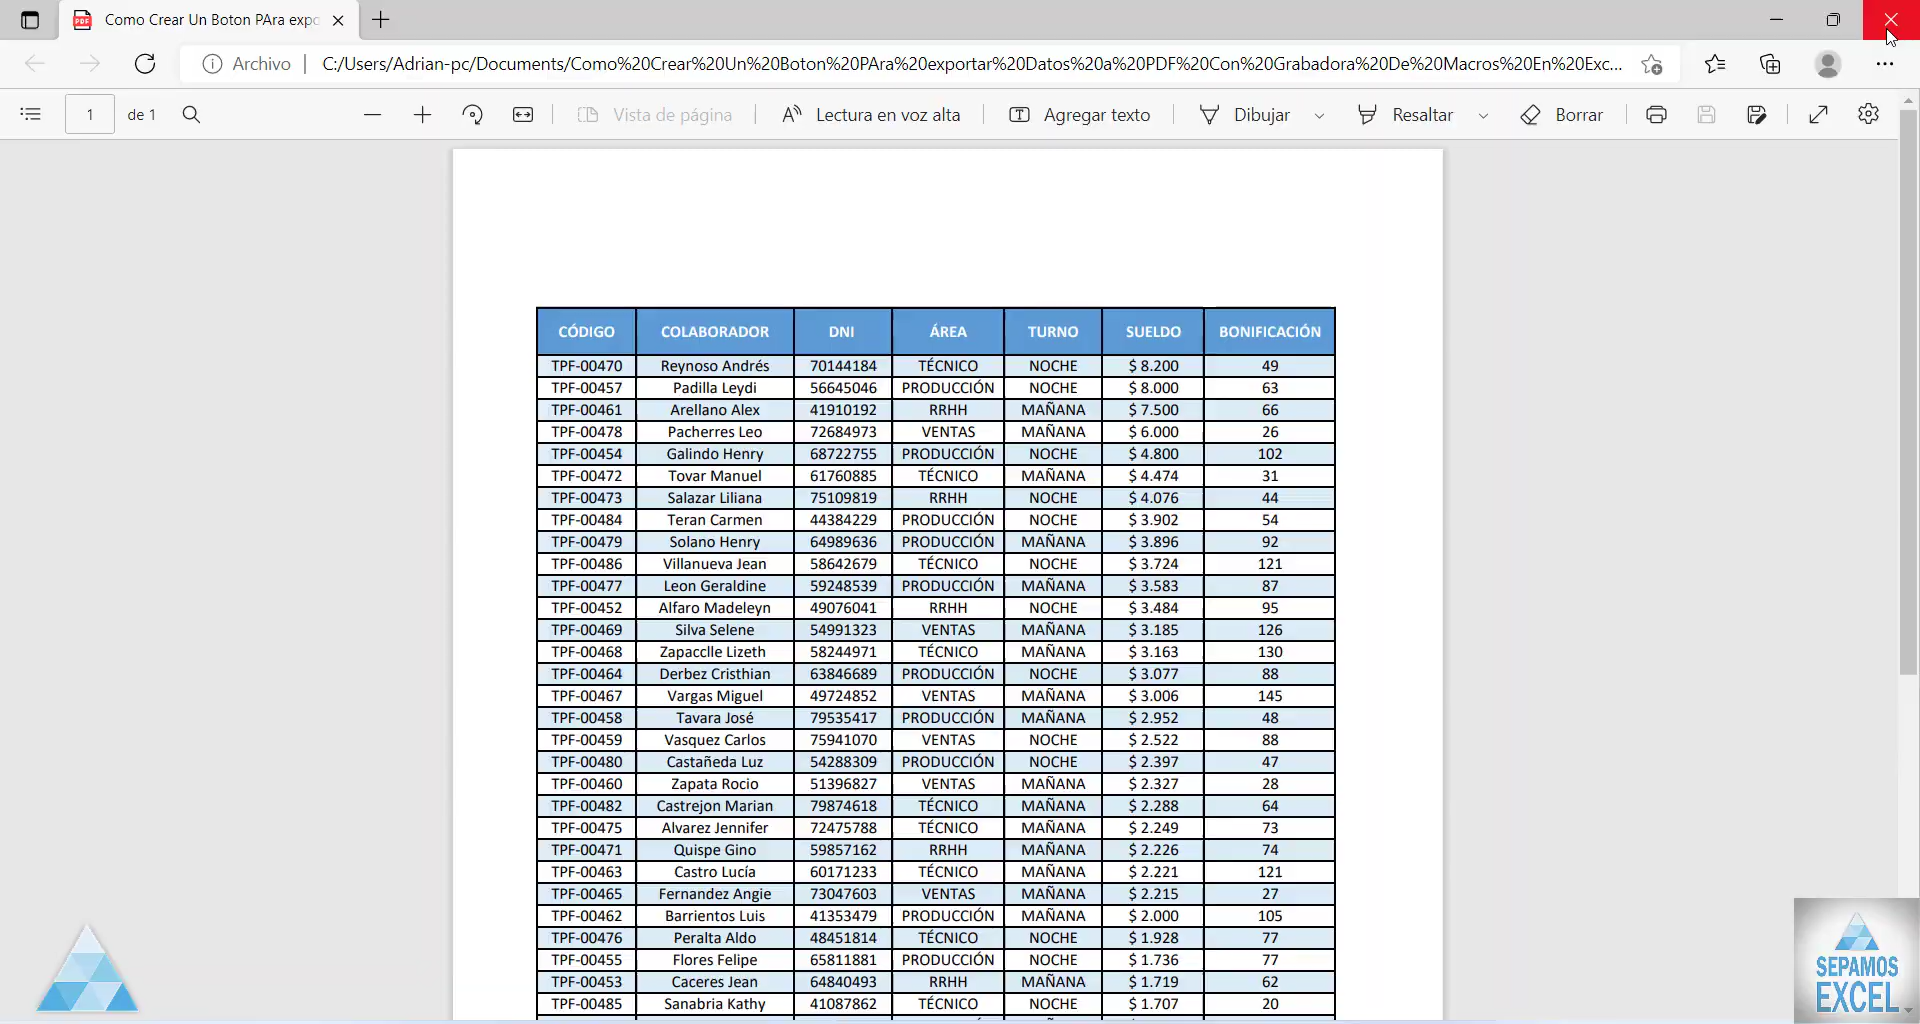 Como Crear Un Boton PAra expo
Archivo C:/Users/Adrian-pc/Documents/Como%20Crear%20Un%20Boton%20PAra%20exportar%20Datos%20a%20PDF%20Con%20Grabadora%20De%20Macros%20En%20Exc...
1 de 1 Vista de página Lectura en voz alta Agregar texto Dibujar Resaltar Borrar
CÓDIGO COLABORADOR DNI ÁREA TURNO SUELDO BONIFICACIÓN
TPF-00470 Reynoso Andrés 70144184 TÉCNICO NOCHE $ 8.200 49
TPF-00457 Padilla Leydi 56645046 PRODUCCIÓN NOCHE $ 8.000 63
TPF-00461 Arellano Alex 41910192 RRHH MAÑANA $ 7.500 66
TPF-00478 Pacherres Leo 72684973 VENTAS MAÑANA $ 6.000 26
TPF-00454 Galindo Henry 68722755 PRODUCCIÓN NOCHE $ 4.800 102
TPF-00472 Tovar Manuel 61760885 TÉCNICO MAÑANA $ 4.474 31
TPF-00473 Salazar Liliana 75109819 RRHH NOCHE $ 4.076 44
TPF-00484 Teran Carmen 44384229 PRODUCCIÓN NOCHE $ 3.902 54
TPF-00479 Solano Henry 64989636 PRODUCCIÓN MAÑANA $ 3.896 92
TPF-00486 Villanueva Jean 58642679 TÉCNICO NOCHE $ 3.724 121
TPF-00477 Leon Geraldine 59248539 PRODUCCIÓN MAÑANA $ 3.583 87
TPF-00452 Alfaro Madeleyn 49076041 RRHH NOCHE $ 3.484 95
TPF-00469 Silva Selene 54991323 VENTAS MAÑANA $ 3.185 126
TPF-00468 Zapacclle Lizeth 58244971 TÉCNICO MAÑANA $ 3.163 130
TPF-00464 Derbez Cristhian 63846689 PRODUCCIÓN NOCHE $ 3.077 88
TPF-00467 Vargas Miguel 49724852 VENTAS MAÑANA $ 3.006 145
TPF-00458 Tavara José 79535417 PRODUCCIÓN MAÑANA $ 2.952 48
TPF-00459 Vasquez Carlos 75941070 VENTAS NOCHE $ 2.522 88
TPF-00480 Castañeda Luz 54288309 PRODUCCIÓN NOCHE $ 2.397 47
TPF-00460 Zapata Rocio 51396827 VENTAS MAÑANA $ 2.327 28
TPF-00482 Castrejon Marian 79874618 TÉCNICO MAÑANA $ 2.288 64
TPF-00475 Alvarez Jennifer 72475788 TÉCNICO MAÑANA $ 2.249 73
TPF-00471 Quispe Gino 59857162 RRHH MAÑANA $ 2.226 74
TPF-00463 Castro Lucía 60171233 TÉCNICO MAÑANA $ 2.221 121
TPF-00465 Fernandez Angie 73047603 VENTAS MAÑANA $ 2.215 27
TPF-00462 Barrientos Luis 41353479 PRODUCCIÓN MAÑANA $ 2.000 105
TPF-00476 Peralta Aldo 48451814 TÉCNICO NOCHE $ 1.928 77
TPF-00455 Flores Felipe 65811881 PRODUCCIÓN NOCHE $ 1.736 77
TPF-00453 Caceres Jean 64840493 RRHH MAÑANA $ 1.719 62
TPF-00485 Sanabria Kathy 41087862 TÉCNICO NOCHE $ 1.707 20
SEPAMOS
EXCEL